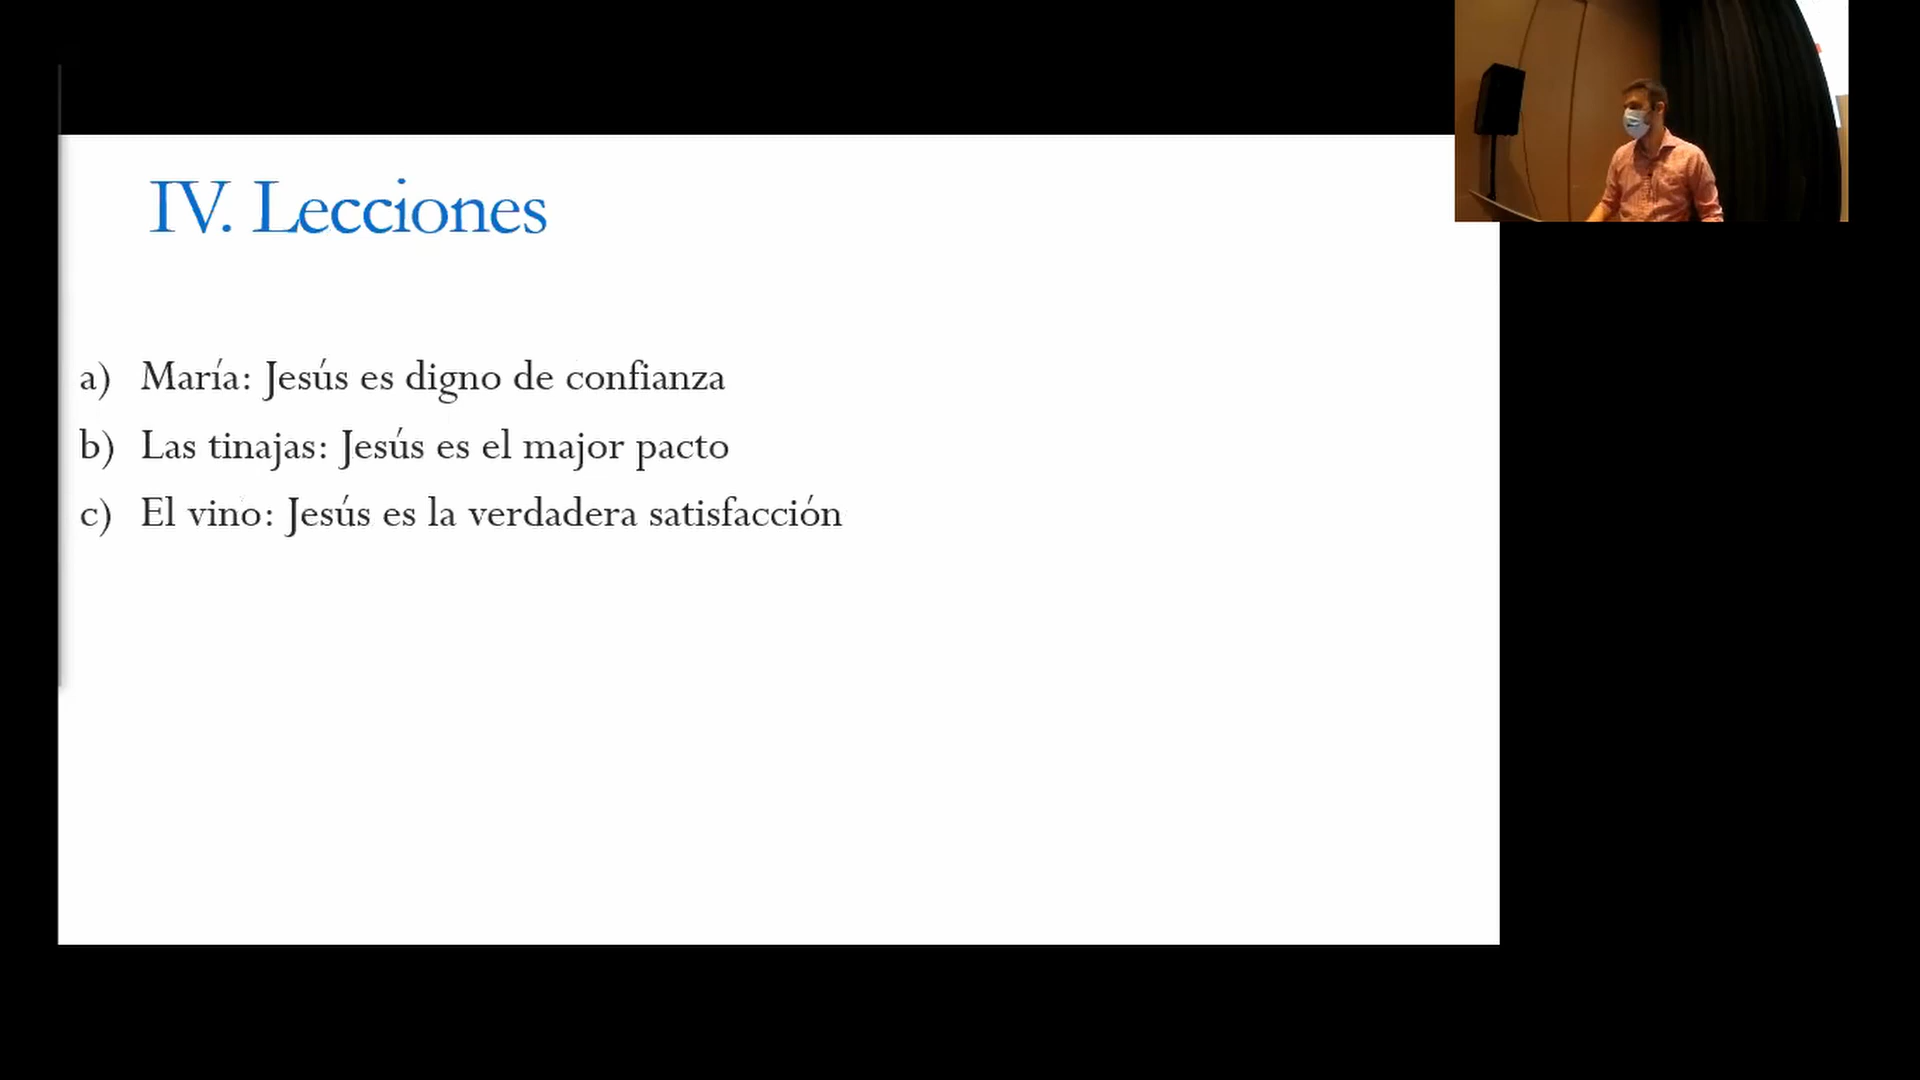 IV. Lecciones
a) María: Jesús es digno de confianza
b) Las tinajas: Jesús es el major pacto
c) El vino: Jesús es la verdadera satisfacción